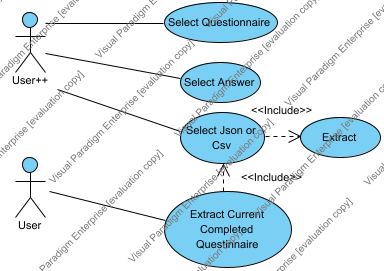 Select Questionnaire
User++
Select Answer
<<Include>>
Select Json or
Csv
Extract
<<Include>>
User
Extract Current
Completed
Questionnaire
Visual Paradigm Enterprise [evaluation copy]